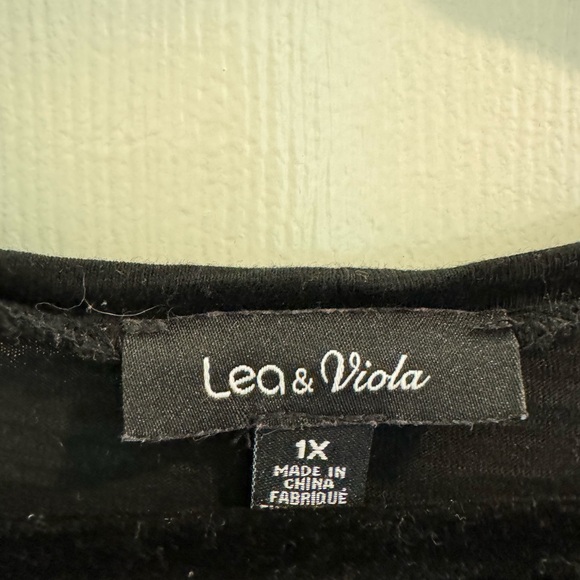 Lea & Viola
1X
MADE IN
CHINA
FABRIQUÉ